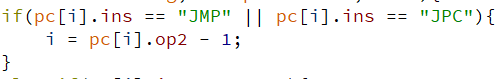 if(pc[i].ins == "JMP" || pc[i].ins == "JPC"){
i = pc[i].op2 - 1;
}